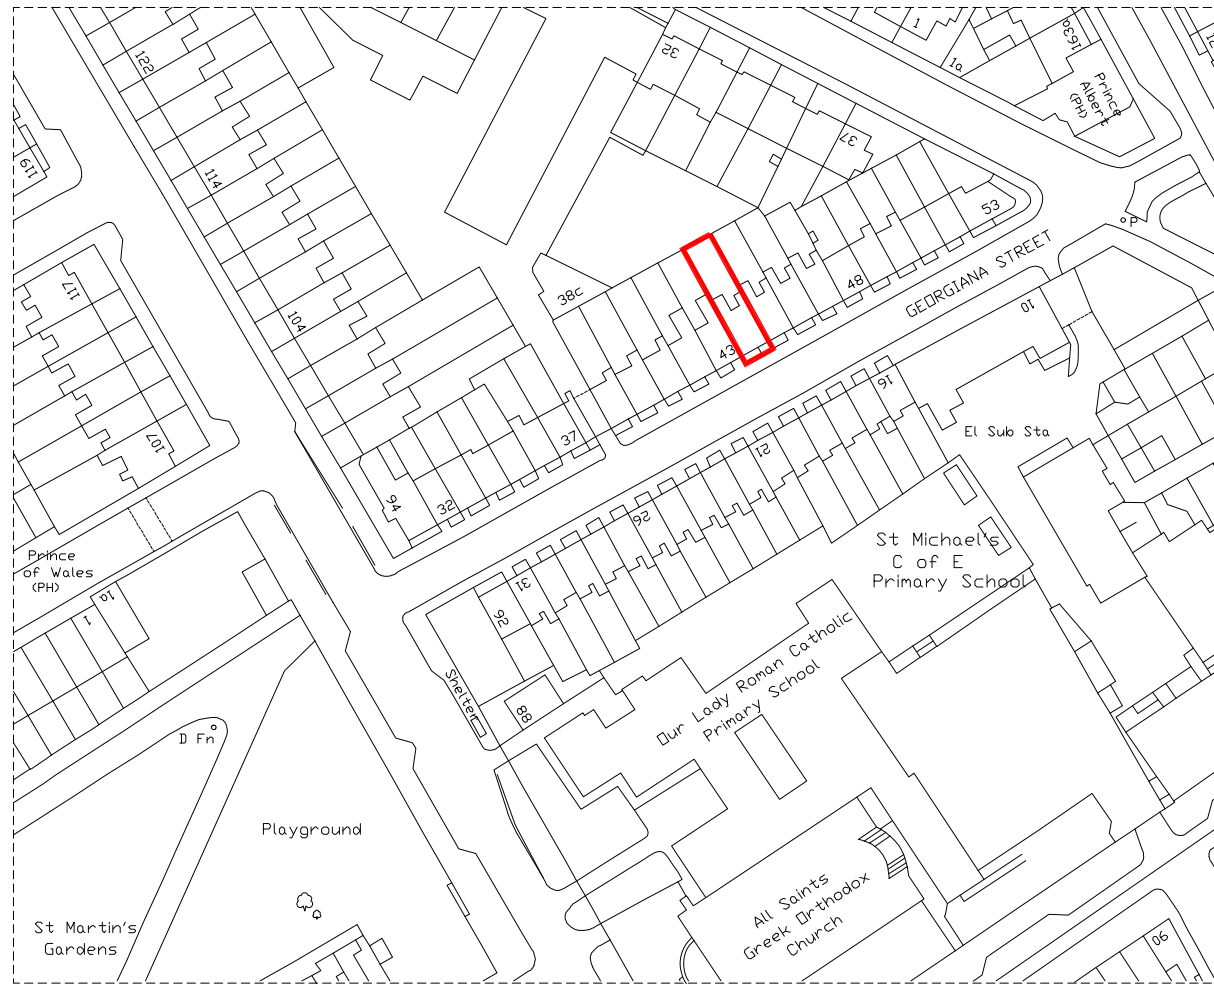 122
32
1
1a
163a
Prince
Albert
(PH)
119
114
37
53
P
117
104
38c
48
GEORGIANA STREET
10
43
107
37
16
El Sub Sta
94
32
21
26
St Michael's
C of E
Primary School
Prince
of Wales
(PH)
1a
1
31
96
Shelter
88
Our Lady Roman Catholic
Primary School
D Fn
Playground
All Saints
Greek Orthodox
Church
St Martin's
Gardens
90